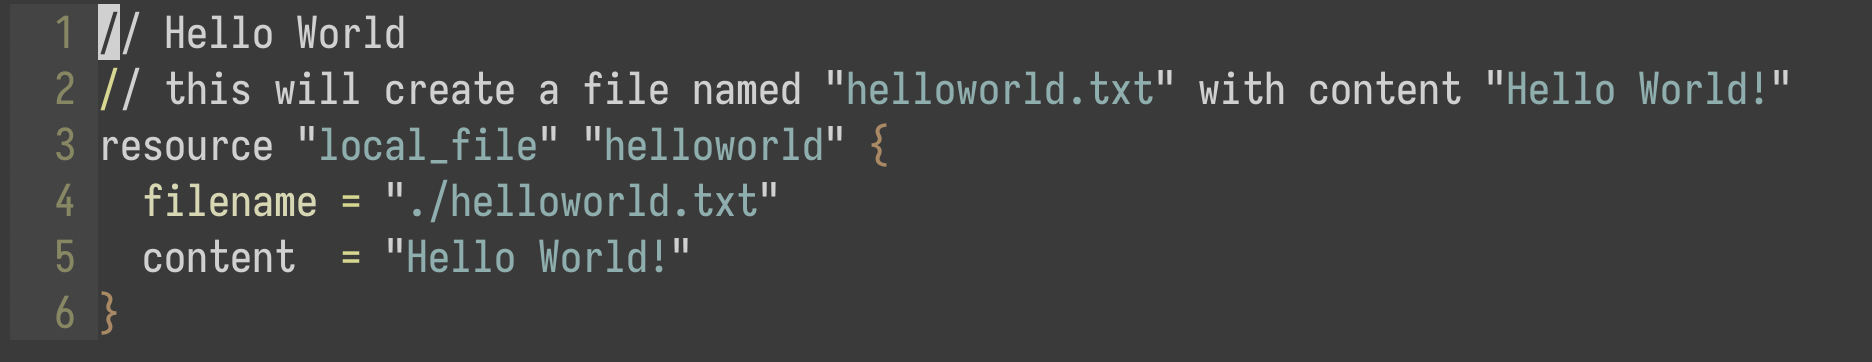 1 // Hello World
2 // this will create a file named "helloworld.txt" with content "Hello World!"
3 resource "local_file" "helloworld" {
4   filename = "./helloworld.txt"
5   content  = "Hello World!"
6 }